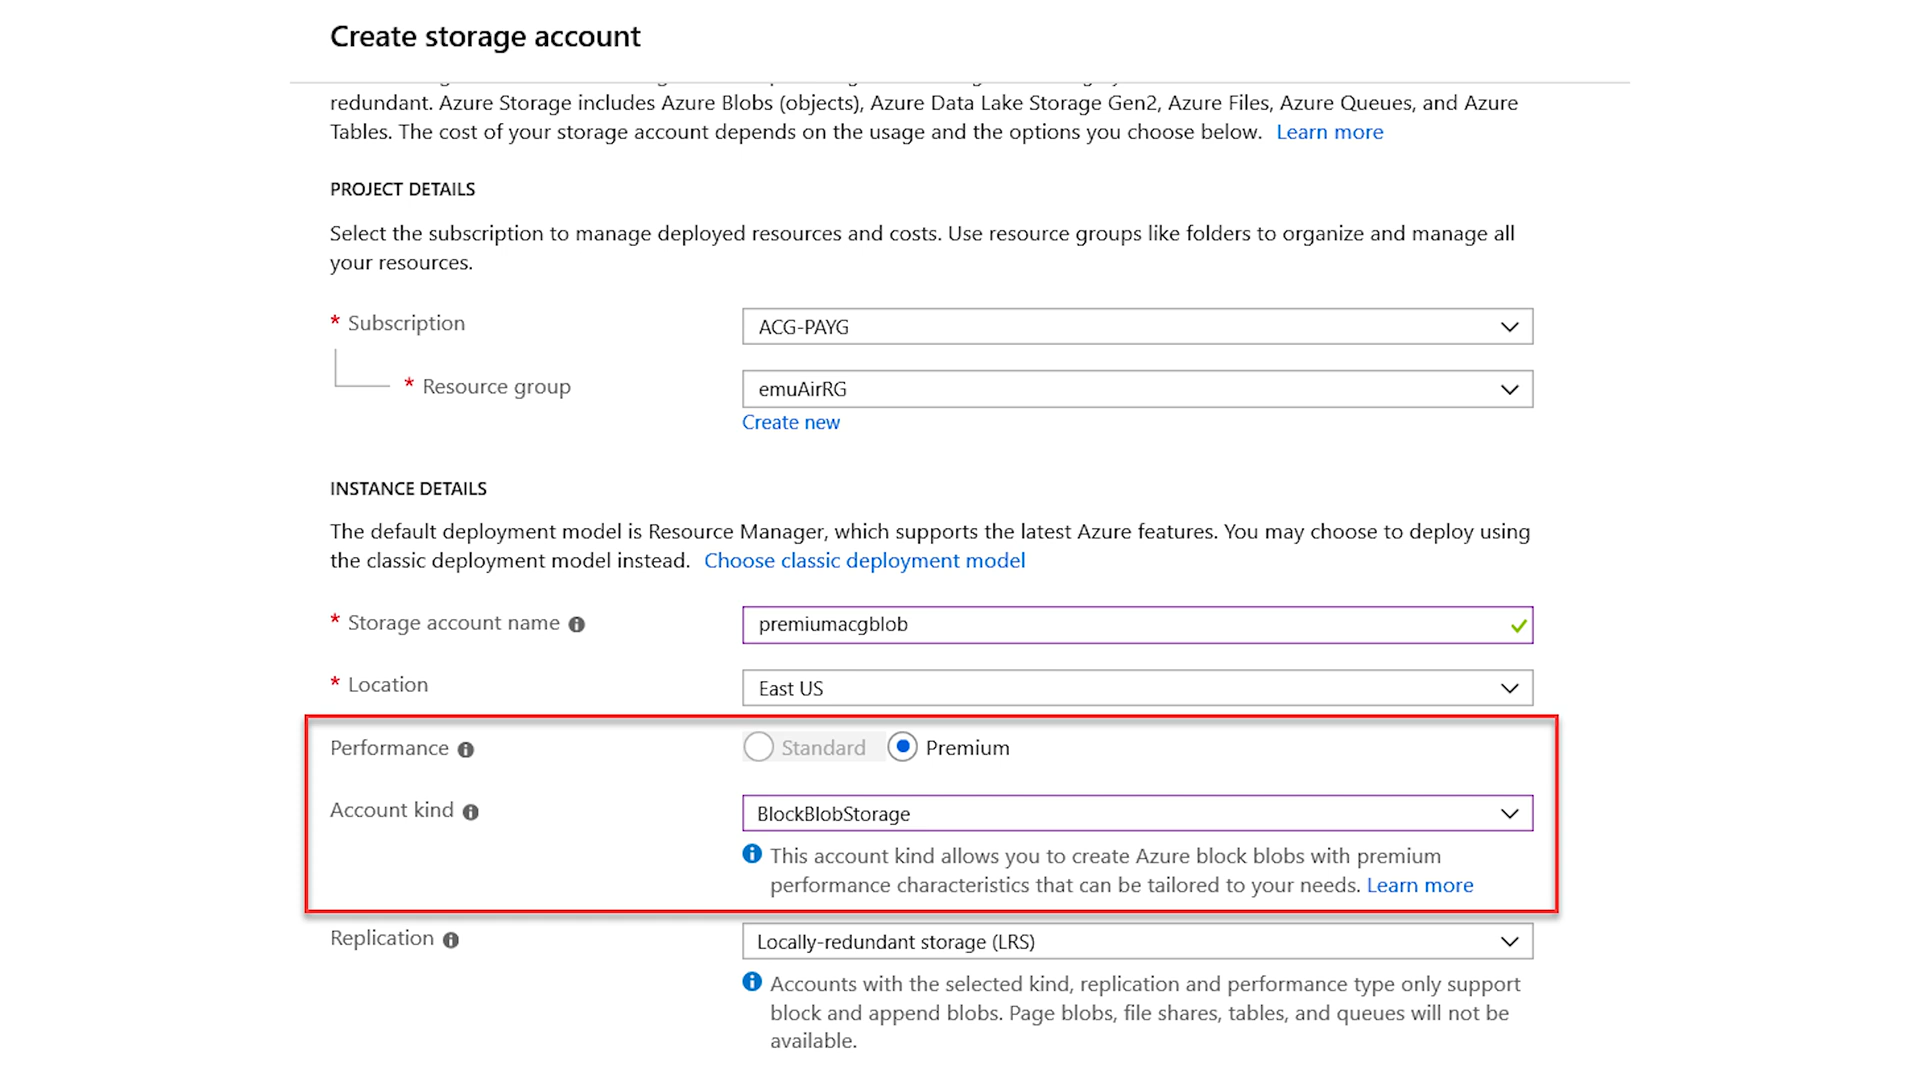 Create storage account
redundant. Azure Storage includes Azure Blobs (objects), Azure Data Lake Storage Gen2, Azure Files, Azure Queues, and Azure
Tables. The cost of your storage account depends on the usage and the options you choose below. Learn more
PROJECT DETAILS
Select the subscription to manage deployed resources and costs. Use resource groups like folders to organize and manage all
your resources.
* Subscription
ACG-PAYG
* Resource group
emuAirRG
Create new
INSTANCE DETAILS
The default deployment model is Resource Manager, which supports the latest Azure features. You may choose to deploy using
the classic deployment model instead. Choose classic deployment model
* Storage account name
premiumacgblob
* Location
East US
Performance
Standard Premium
Account kind
BlockBlobStorage
This account kind allows you to create Azure block blobs with premium
performance characteristics that can be tailored to your needs. Learn more
Replication
Locally-redundant storage (LRS)
Accounts with the selected kind, replication and performance type only support
block and append blobs. Page blobs, file shares, tables, and queues will not be
available.